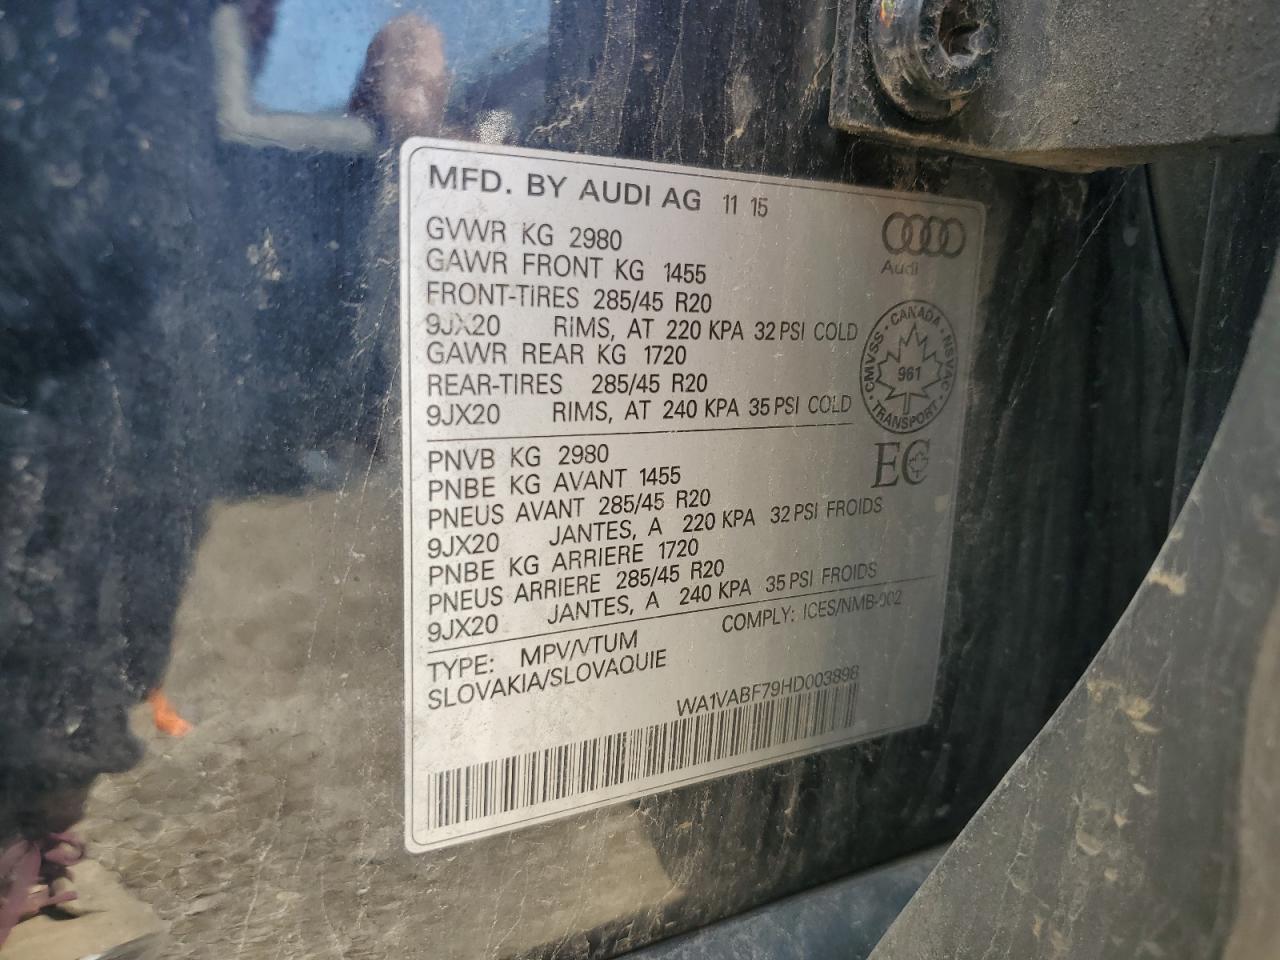 MFD. BY AUDI AG 11 15
GVWR KG 2980
GAWR FRONT KG 1455
FRONT-TIRES 285/45 R20
9JX20 RIMS, AT 220 KPA 32 PSI COLD
GAWR REAR KG 1720
REAR-TIRES 285/45 R20
9JX20 RIMS, AT 240 KPA 35 PSI COLD
Audi
CANADA · NSVAC · TRANSPORT · CMVSS ·
961
EC
PNVB KG 2980
PNBE KG AVANT 1455
PNEUS AVANT 285/45 R20
9JX20 JANTES, A 220 KPA 32 PSI FROIDS
PNBE KG ARRIERE 1720
PNEUS ARRIERE 285/45 R20
9JX20 JANTES, A 240 KPA 35 PSI FROIDS
TYPE: MPV/VTUM COMPLY: ICES/NMB-002
SLOVAKIA/SLOVAQUIE
WA1VABF79HD003898